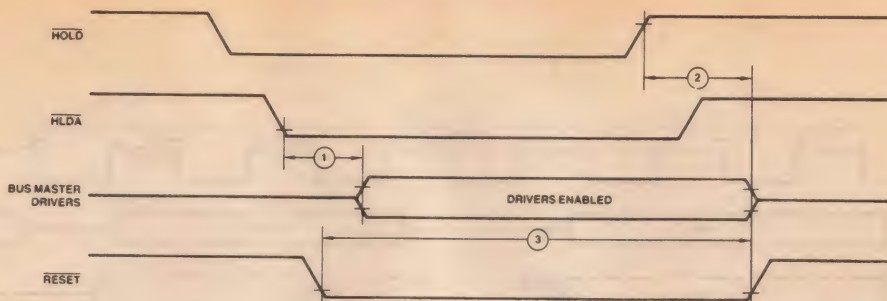 HOLD
2
HLDA
1
BUS MASTER
DRIVERS
DRIVERS ENABLED
3
RESET